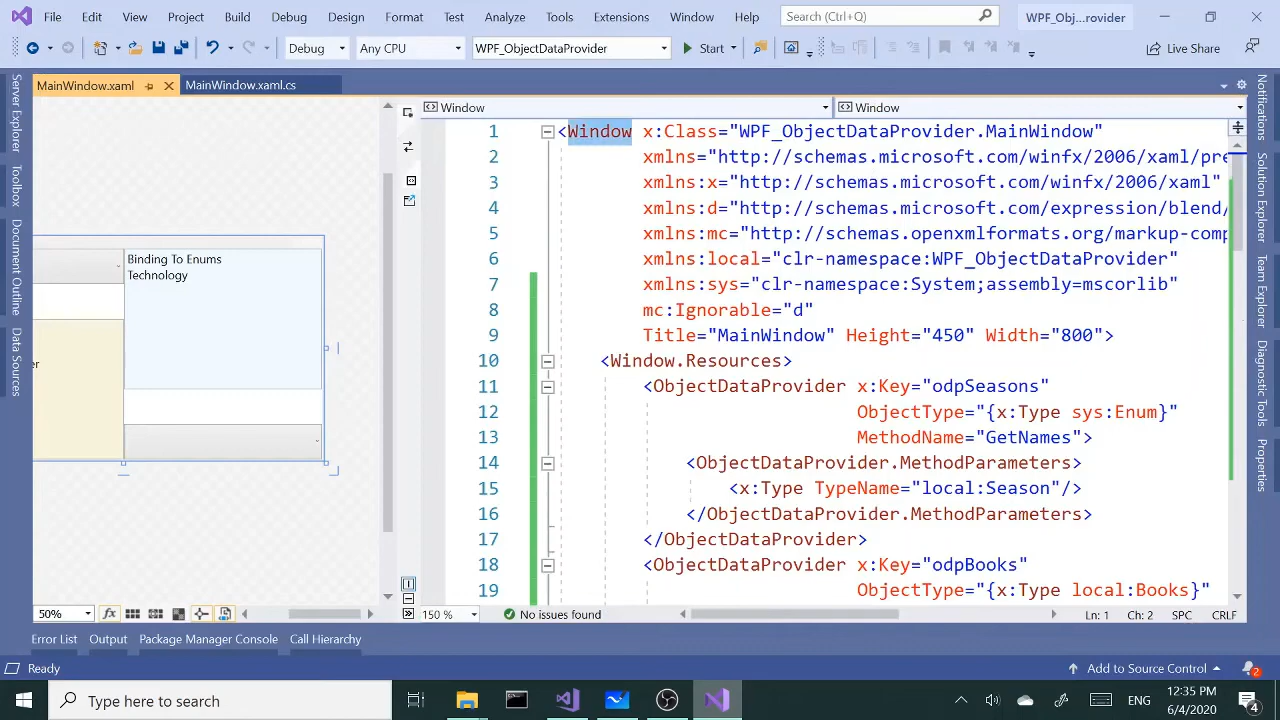 File Edit View Project Build Debug Design Format Test Analyze Tools Extensions Window Help Search (Ctrl+Q) WPF_Obj...rovider
Debug Any CPU WPF_ObjectDataProvider Start Live Share
MainWindow.xaml MainWindow.xaml.cs
Window Window
Server Explorer
Toolbox
Document Outline
Data Sources
Binding To Enums
Technology
er
1 <Window x:Class="WPF_ObjectDataProvider.MainWindow"
2 xmlns="http://schemas.microsoft.com/winfx/2006/xaml/pre
3 xmlns:x="http://schemas.microsoft.com/winfx/2006/xaml"
4 xmlns:d="http://schemas.microsoft.com/expression/blend/
5 xmlns:mc="http://schemas.openxmlformats.org/markup-comp
6 xmlns:local="clr-namespace:WPF_ObjectDataProvider"
7 xmlns:sys="clr-namespace:System;assembly=mscorlib"
8 mc:Ignorable="d"
9 Title="MainWindow" Height="450" Width="800">
10 <Window.Resources>
11 <ObjectDataProvider x:Key="odpSeasons"
12 ObjectType="{x:Type sys:Enum}"
13 MethodName="GetNames">
14 <ObjectDataProvider.MethodParameters>
15 <x:Type TypeName="local:Season"/>
16 </ObjectDataProvider.MethodParameters>
17 </ObjectDataProvider>
18 <ObjectDataProvider x:Key="odpBooks"
19 ObjectType="{x:Type local:Books}"
Notifications
Solution Explorer
Team Explorer
Diagnostic Tools
Properties
50% fx 150 % No issues found Ln: 1 Ch: 2 SPC CRLF
Error List Output Package Manager Console Call Hierarchy
Ready Add to Source Control 2
Type here to search ENG 12:35 PM
6/4/2020 4